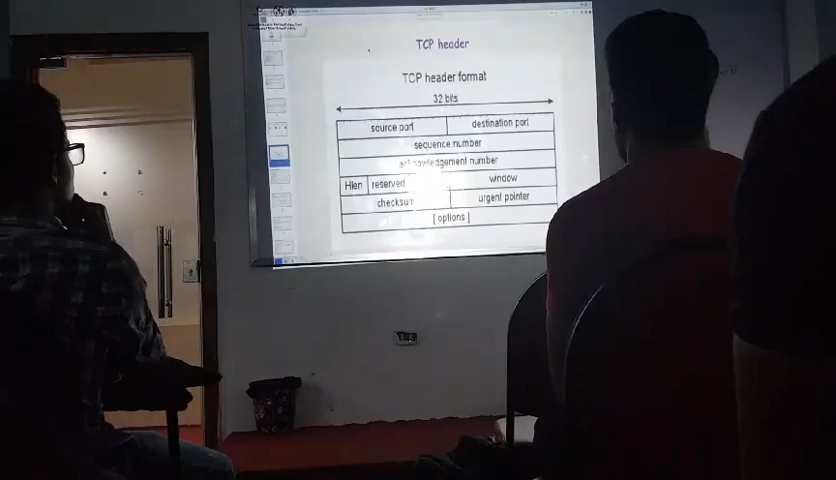 TCP header
TCP header format
32 bits
source port destination port
sequence number
acknowledgement number
Hlen reserved window
checksum urgent pointer
[options]